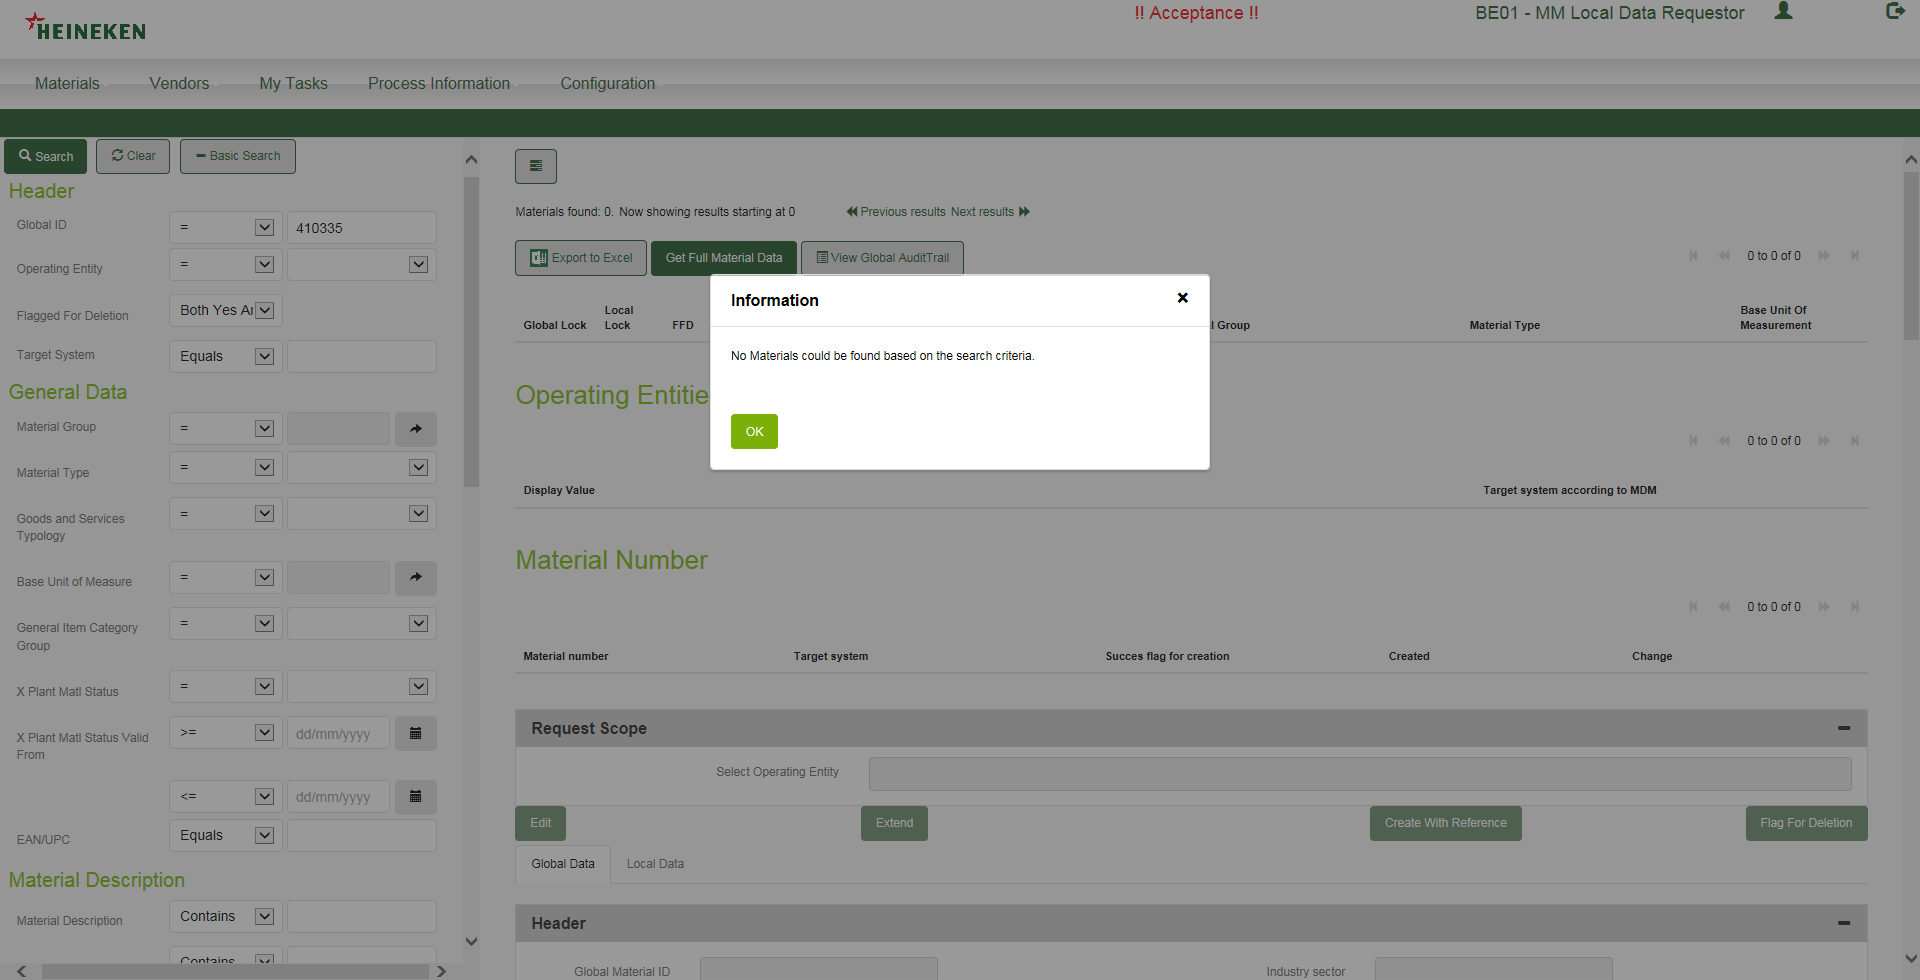 HEINEKEN
!! Acceptance !!
BE01 - MM Local Data Requestor
Materials
Vendors
My Tasks
Process Information
Configuration
Search
Clear
Basic Search
Header
Global ID
=
410335
Operating Entity
=
Flagged For Deletion
Both Yes Ar
Target System
Equals
General Data
Material Group
=
Material Type
=
Goods and Services
Typology
=
Base Unit of Measure
=
General Item Category
Group
=
X Plant Matl Status
=
X Plant Matl Status Valid
From
>=
dd/mm/yyyy
<=
dd/mm/yyyy
EAN/UPC
Equals
Material Description
Material Description
Contains
Contains
Materials found: 0. Now showing results starting at 0
Previous results Next results
Export to Excel
Get Full Material Data
View Global AuditTrail
0 to 0 of 0
Global Lock
Local
Lock
FFD
l Group
Material Type
Base Unit Of
Measurement
Information
No Materials could be found based on the search criteria.
OK
Operating Entitie
0 to 0 of 0
Display Value
Target system according to MDM
Material Number
0 to 0 of 0
Material number
Target system
Succes flag for creation
Created
Change
Request Scope
Select Operating Entity
Edit
Extend
Create With Reference
Flag For Deletion
Global Data
Local Data
Header
Global Material ID
Industry sector